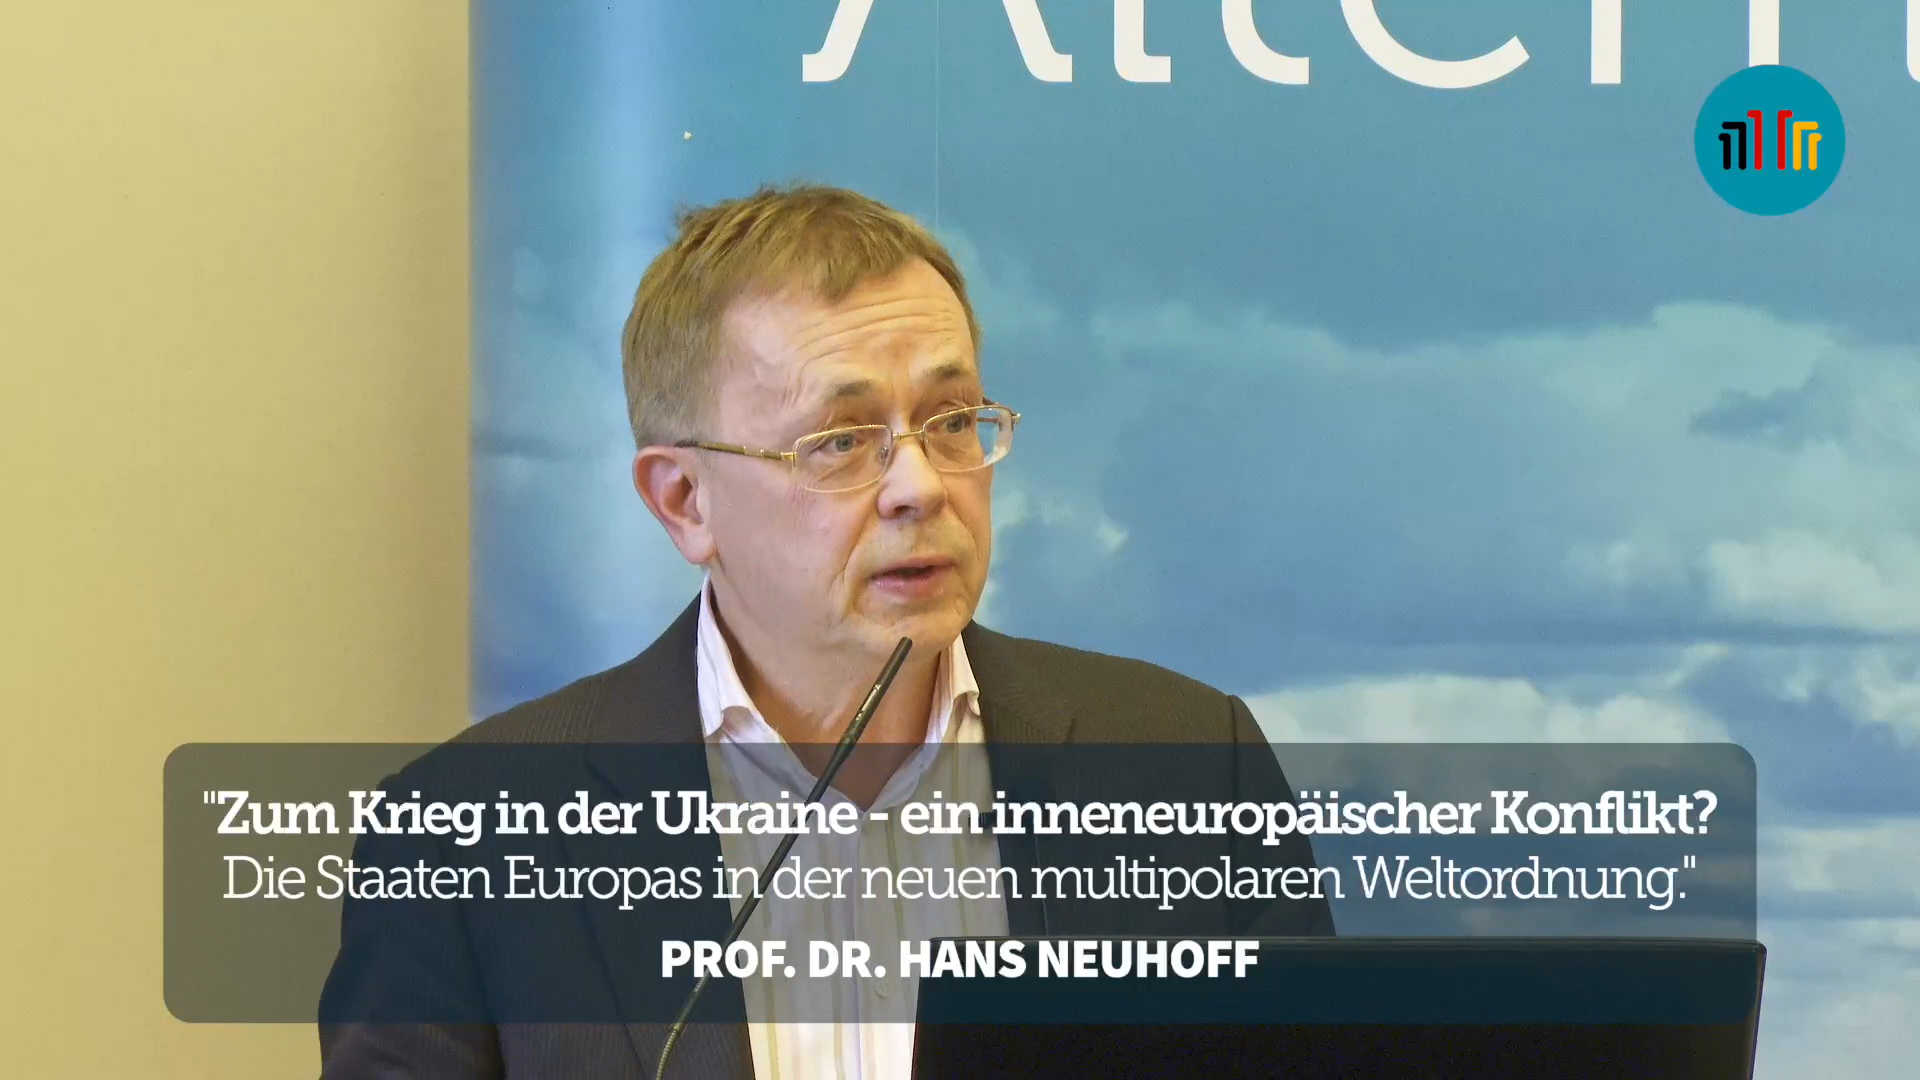 Altern
"Zum Krieg in der Ukraine - ein inneneuropäischer Konflikt?
Die Staaten Europas in der neuen multipolaren Weltordnung."
PROF. DR. HANS NEUHOFF